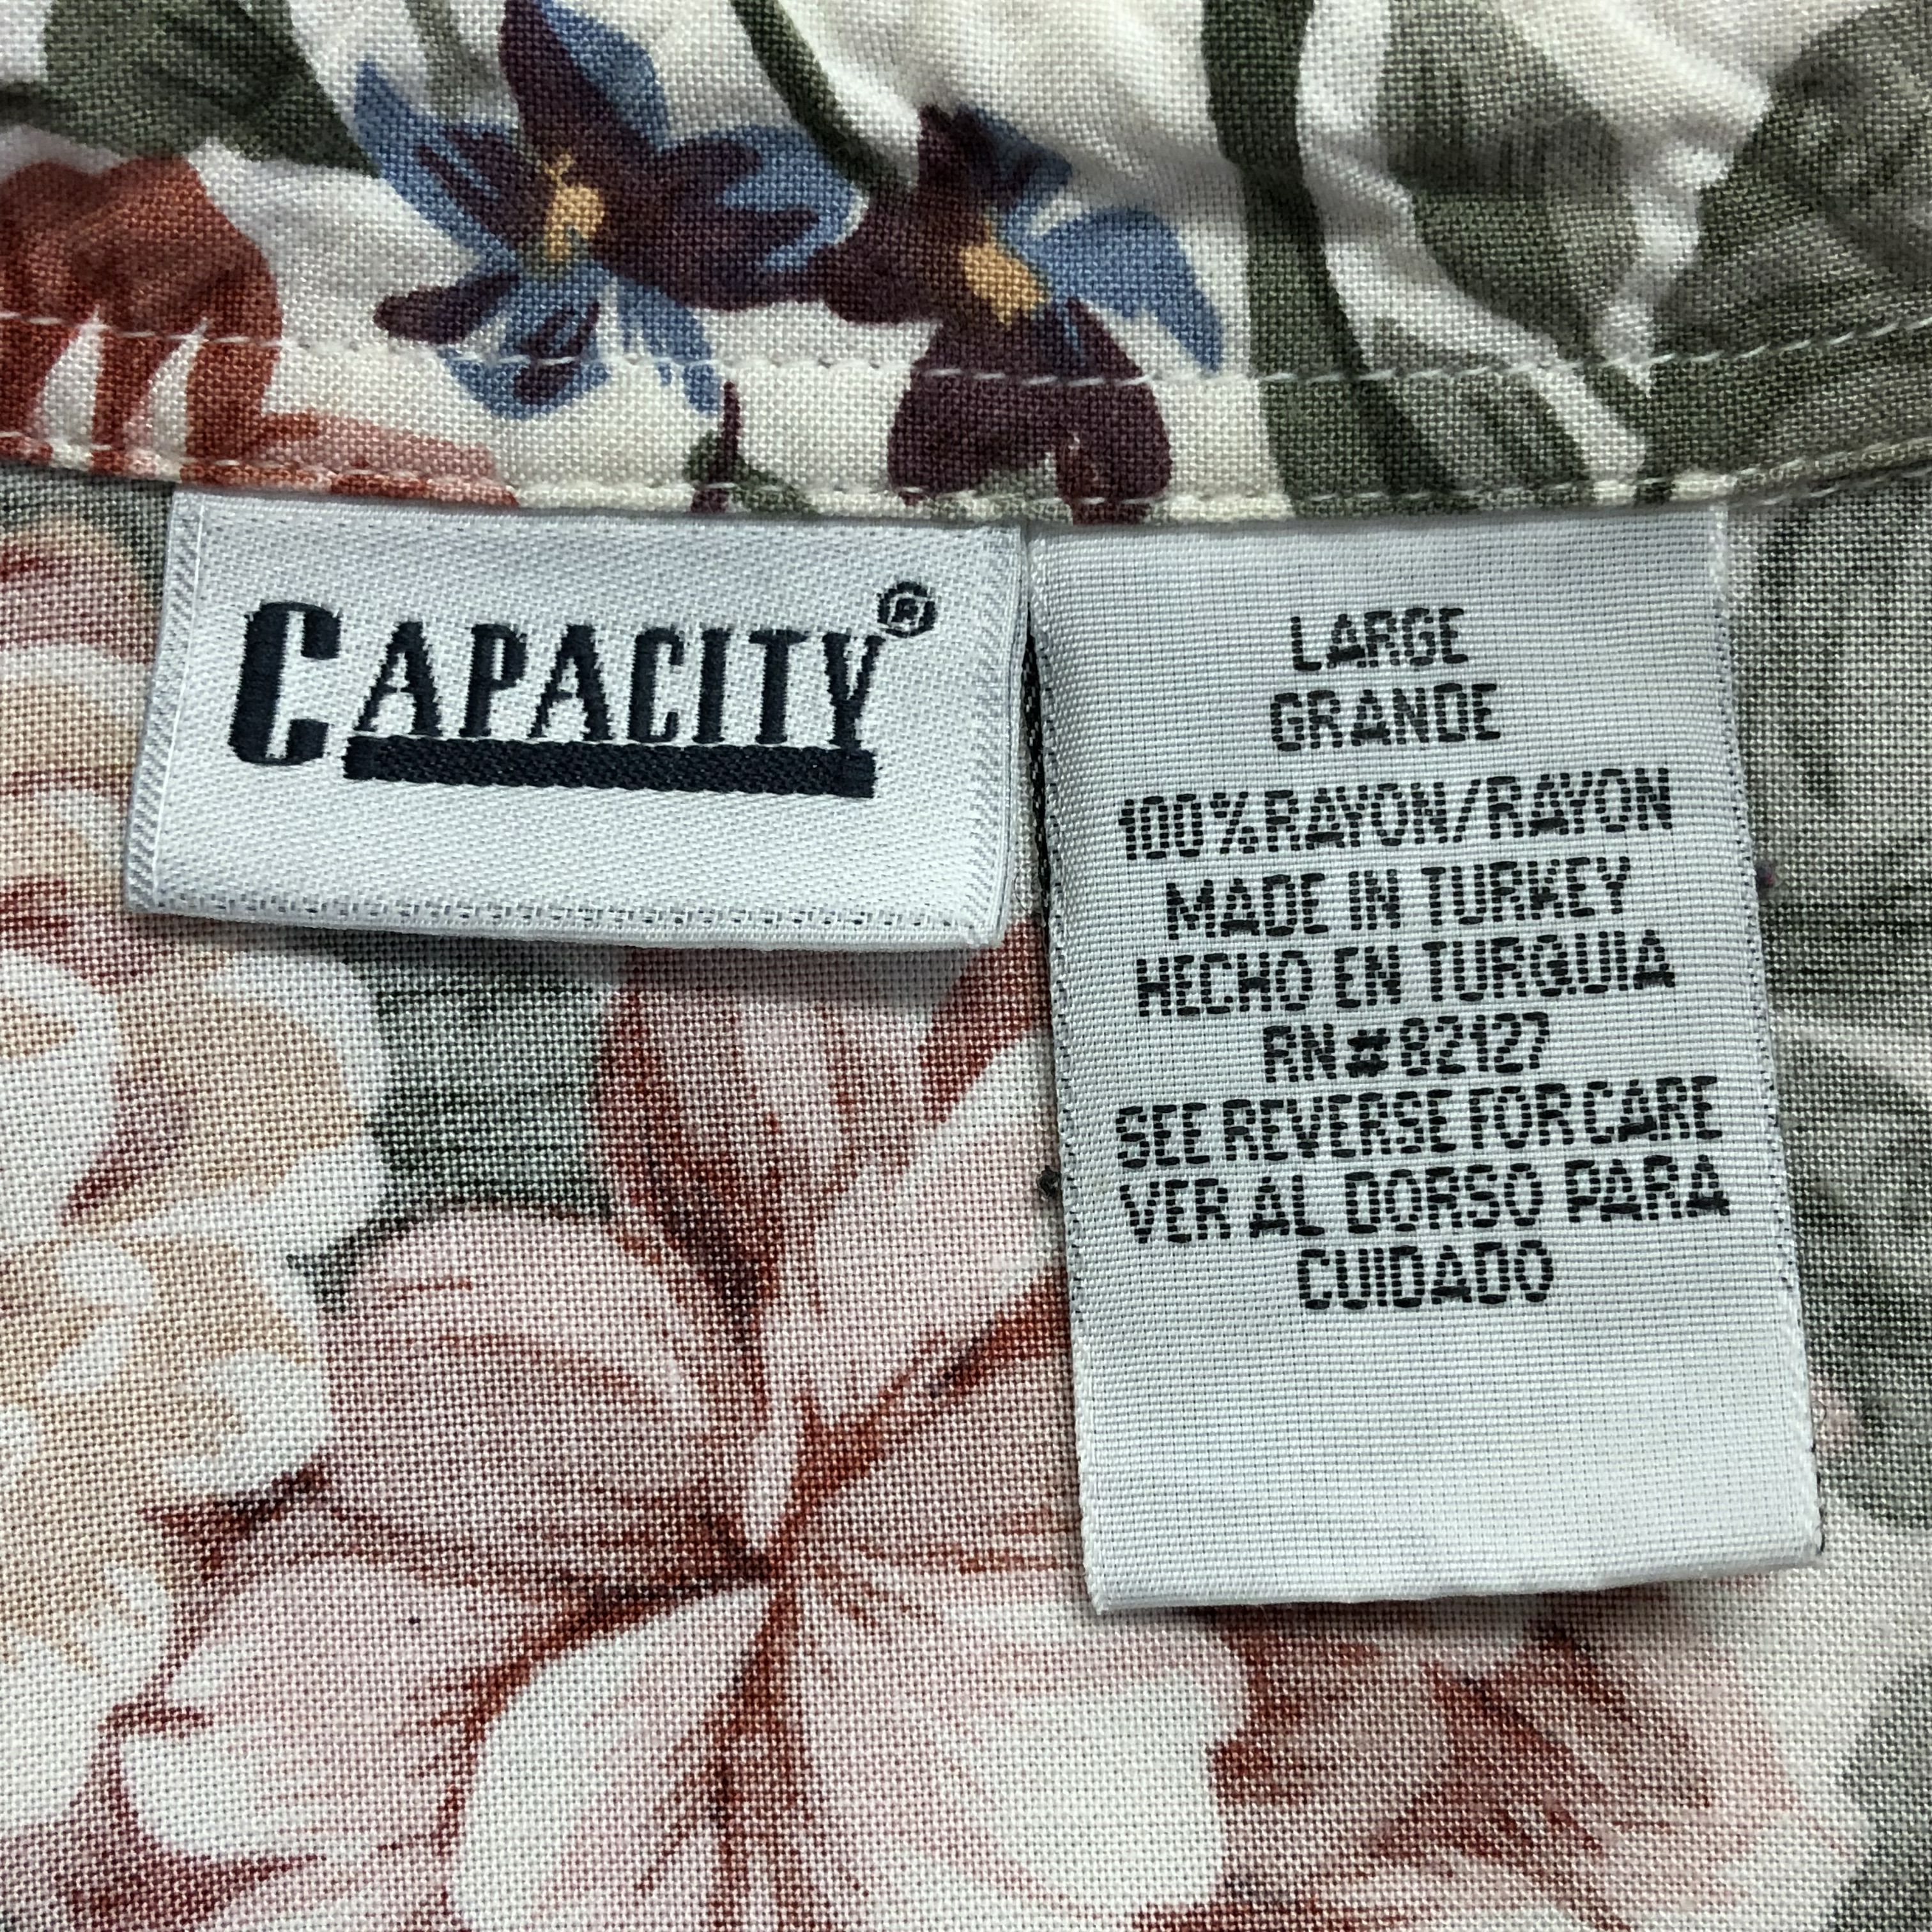 CAPACITY®
LARGE
GRANDE
100% RAYON/RAYON
MADE IN TURKEY
HECHO EN TURQUIA
RN#82127
SEE REVERSE FOR CARE
VER AL DORSO PARA
CUIDADO